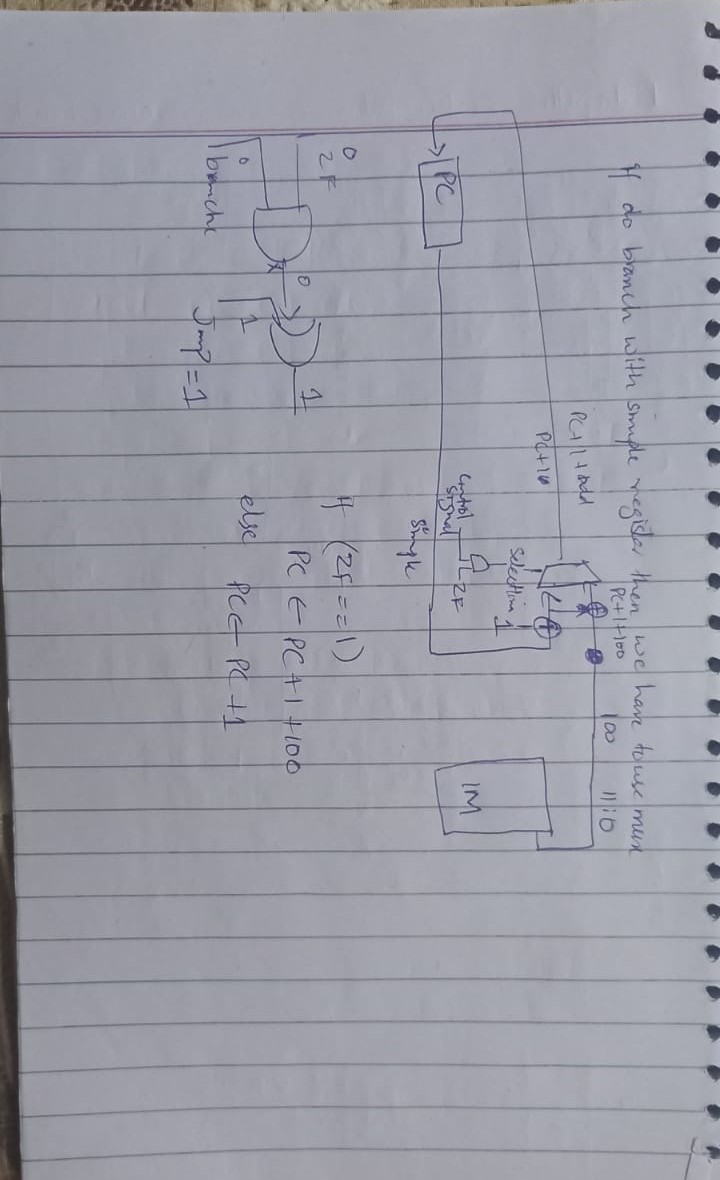 If do branch with simple register then we have to use mux
PC+1+100
100
11:0
PC+1+add
PC+10
Selection 1
ZF
control
signal
simple
PC
IM
0
ZF
0
branche
0
1
Jmp=1
1
If (ZF==1)
PC ← PC+1+100
else
PC ← PC+1